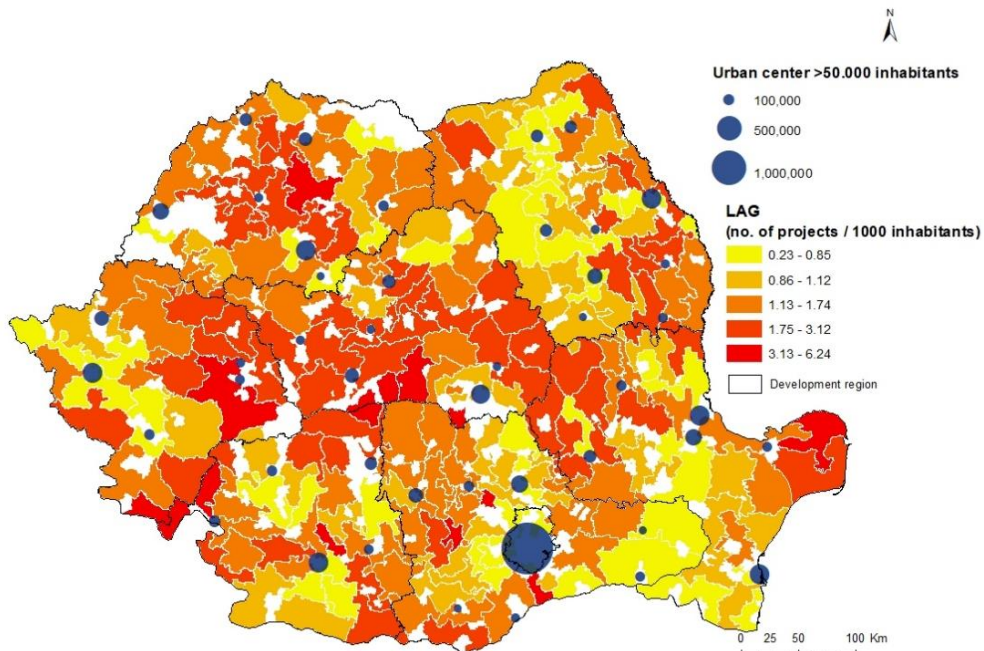 N
Urban center >50.000 inhabitants
100,000
500,000
1,000,000
LAG
(no. of projects / 1000 inhabitants)
0.23 - 0.85
0.86 - 1.12
1.13 - 1.74
1.75 - 3.12
3.13 - 6.24
Development region
0 25 50 100 Km